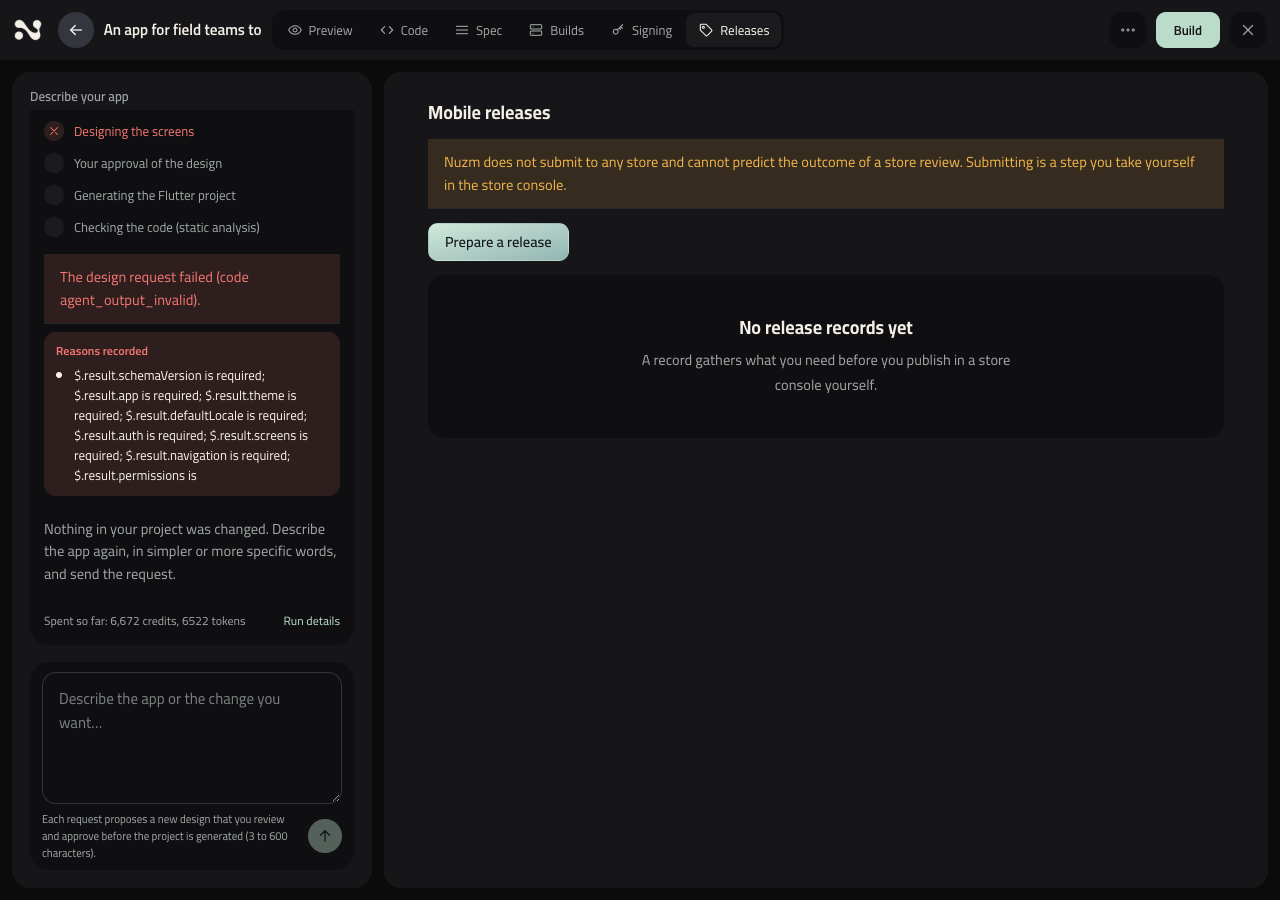 An app for field teams to
Preview
Code
Spec
Builds
Signing
Releases
Build
Describe your app
Designing the screens
Your approval of the design
Generating the Flutter project
Checking the code (static analysis)
The design request failed (code
agent_output_invalid).
Reasons recorded
$.result.schemaVersion is required;
$.result.app is required; $.result.theme is
required; $.result.defaultLocale is required;
$.result.auth is required; $.result.screens is
required; $.result.navigation is required;
$.result.permissions is
Nothing in your project was changed. Describe
the app again, in simpler or more specific words,
and send the request.
Spent so far: 6,672 credits, 6522 tokens
Run details
Describe the app or the change you
want...
Each request proposes a new design that you review
and approve before the project is generated (3 to 600
characters).
Mobile releases
Nuzm does not submit to any store and cannot predict the outcome of a store review. Submitting is a step you take yourself
in the store console.
Prepare a release
No release records yet
A record gathers what you need before you publish in a store
console yourself.